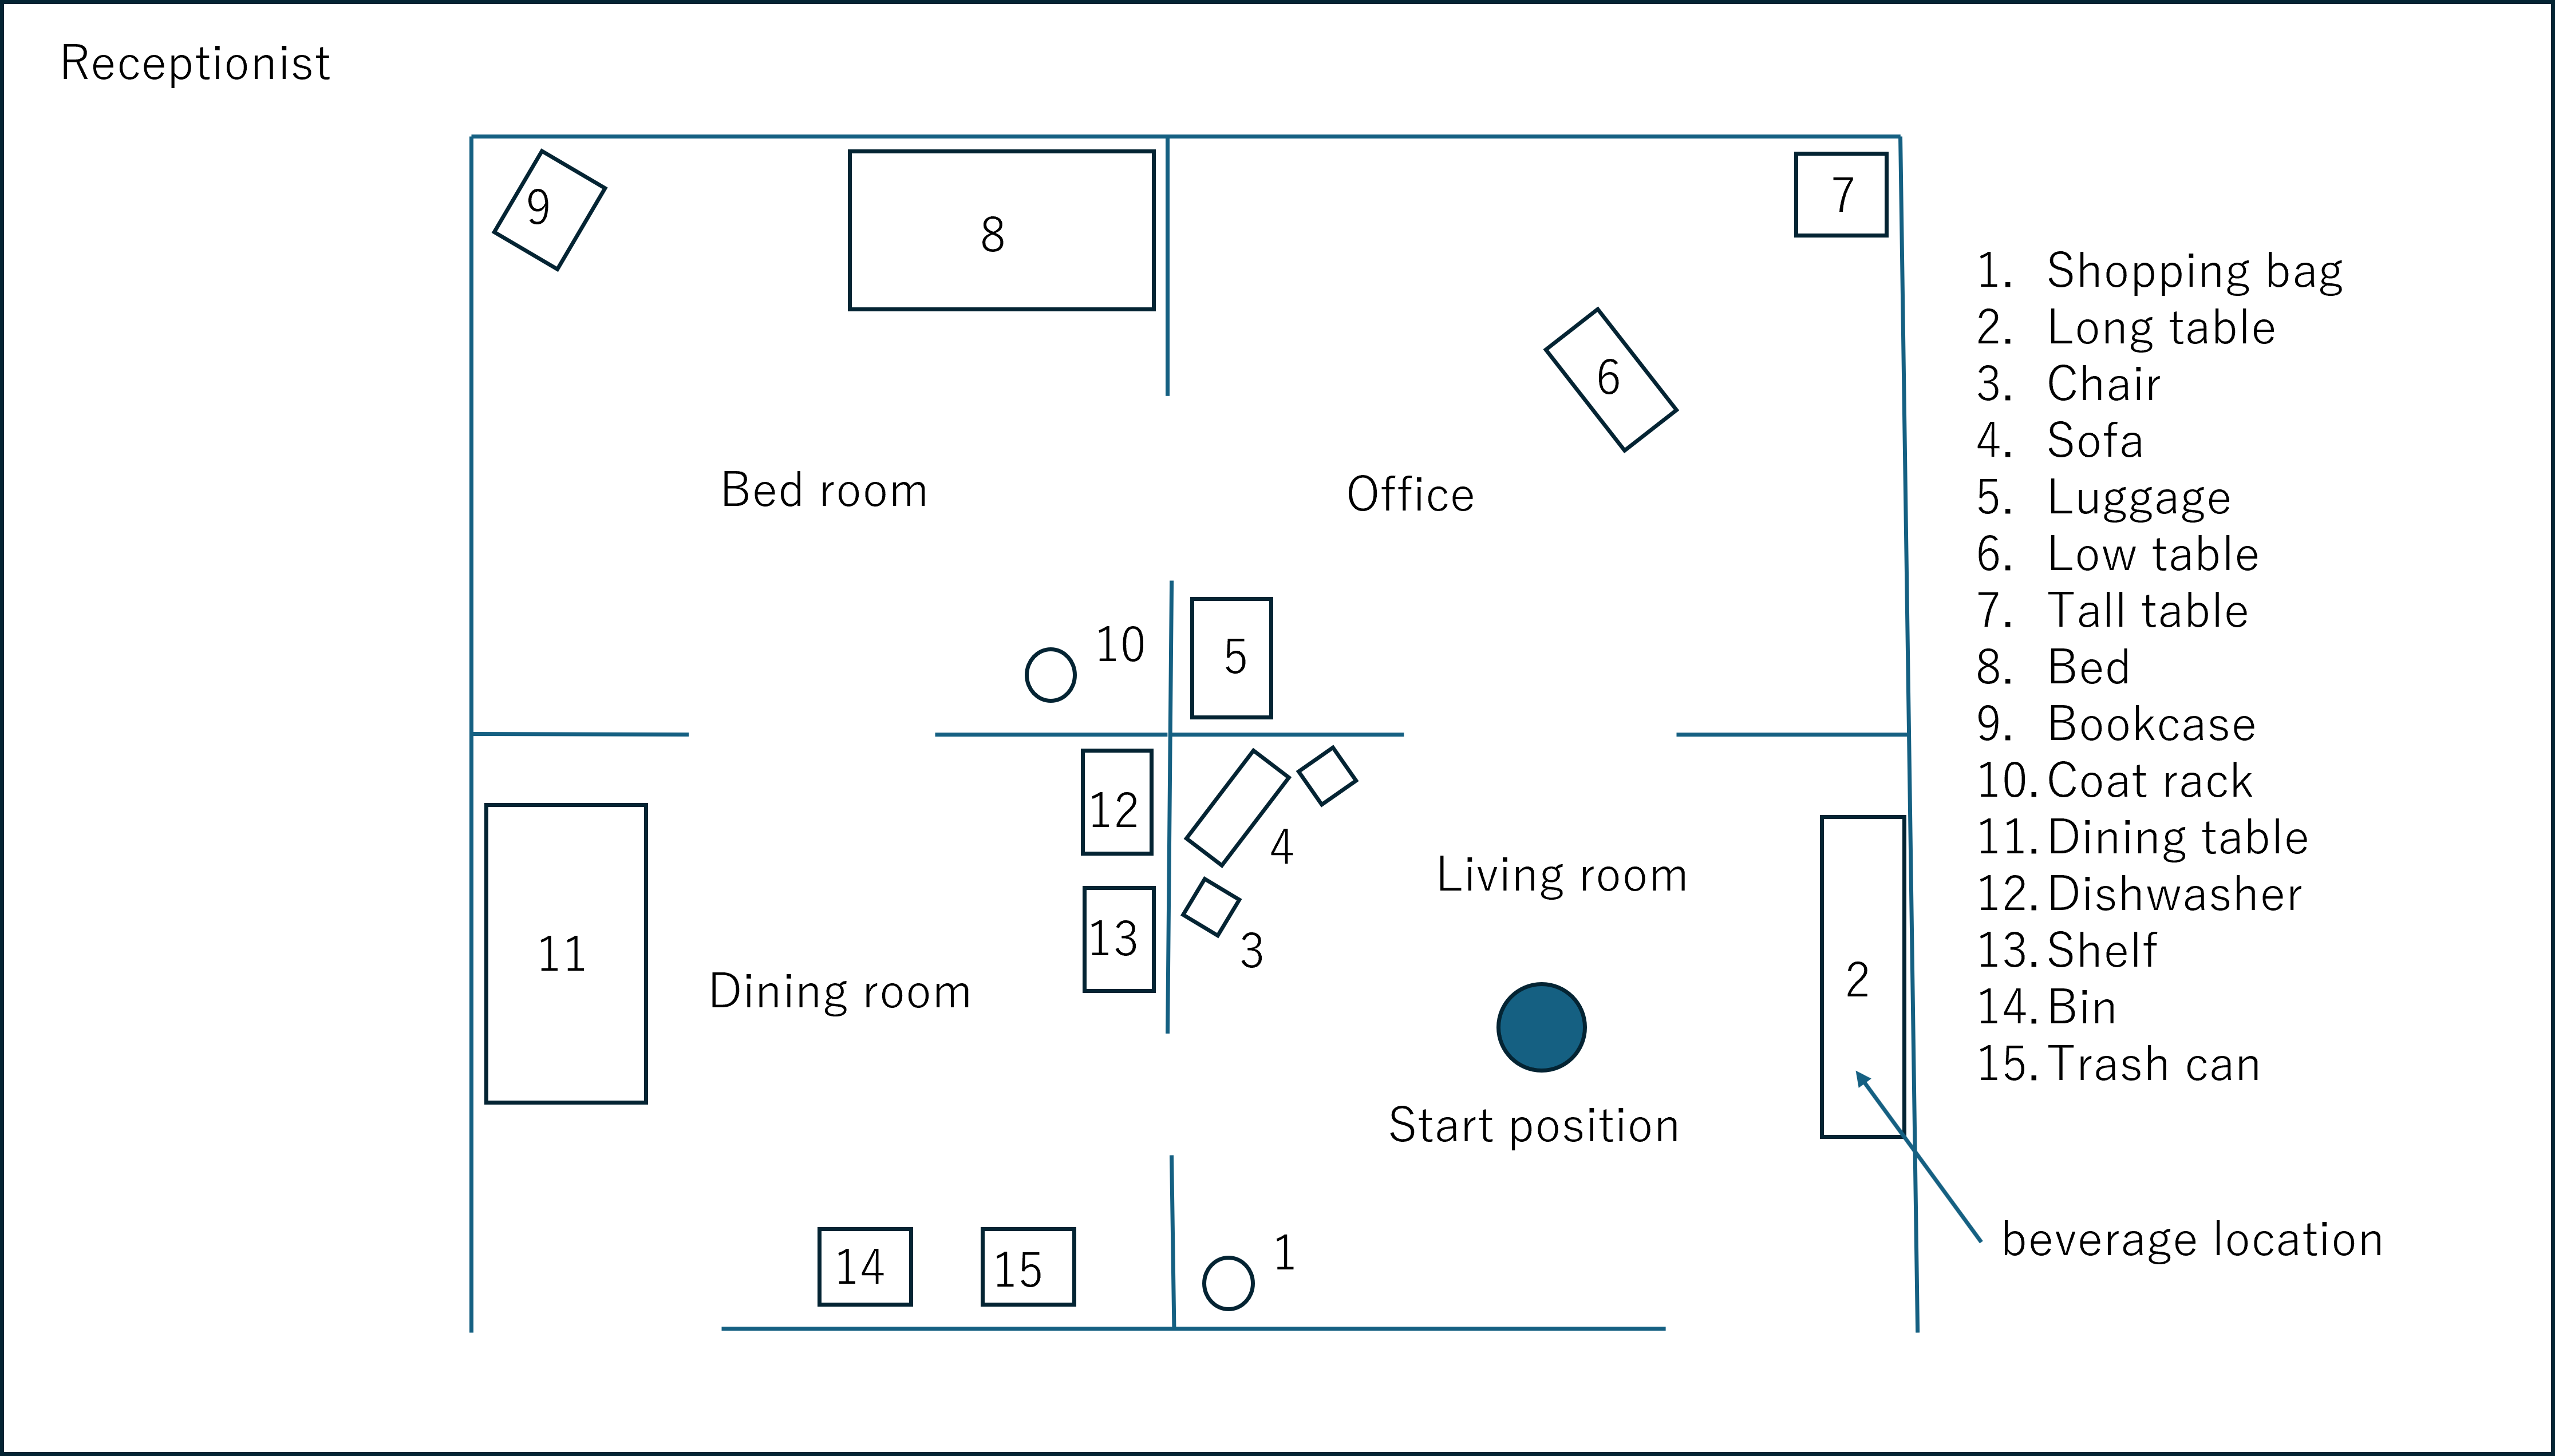 Receptionist
9
8
7
6
Bed room
Office
10
5
12
4
13
3
Living room
11
Dining room
2
Start position
14
15
1
beverage location
1. Shopping bag
2. Long table
3. Chair
4. Sofa
5. Luggage
6. Low table
7. Tall table
8. Bed
9. Bookcase
10. Coat rack
11. Dining table
12. Dishwasher
13. Shelf
14. Bin
15. Trash can